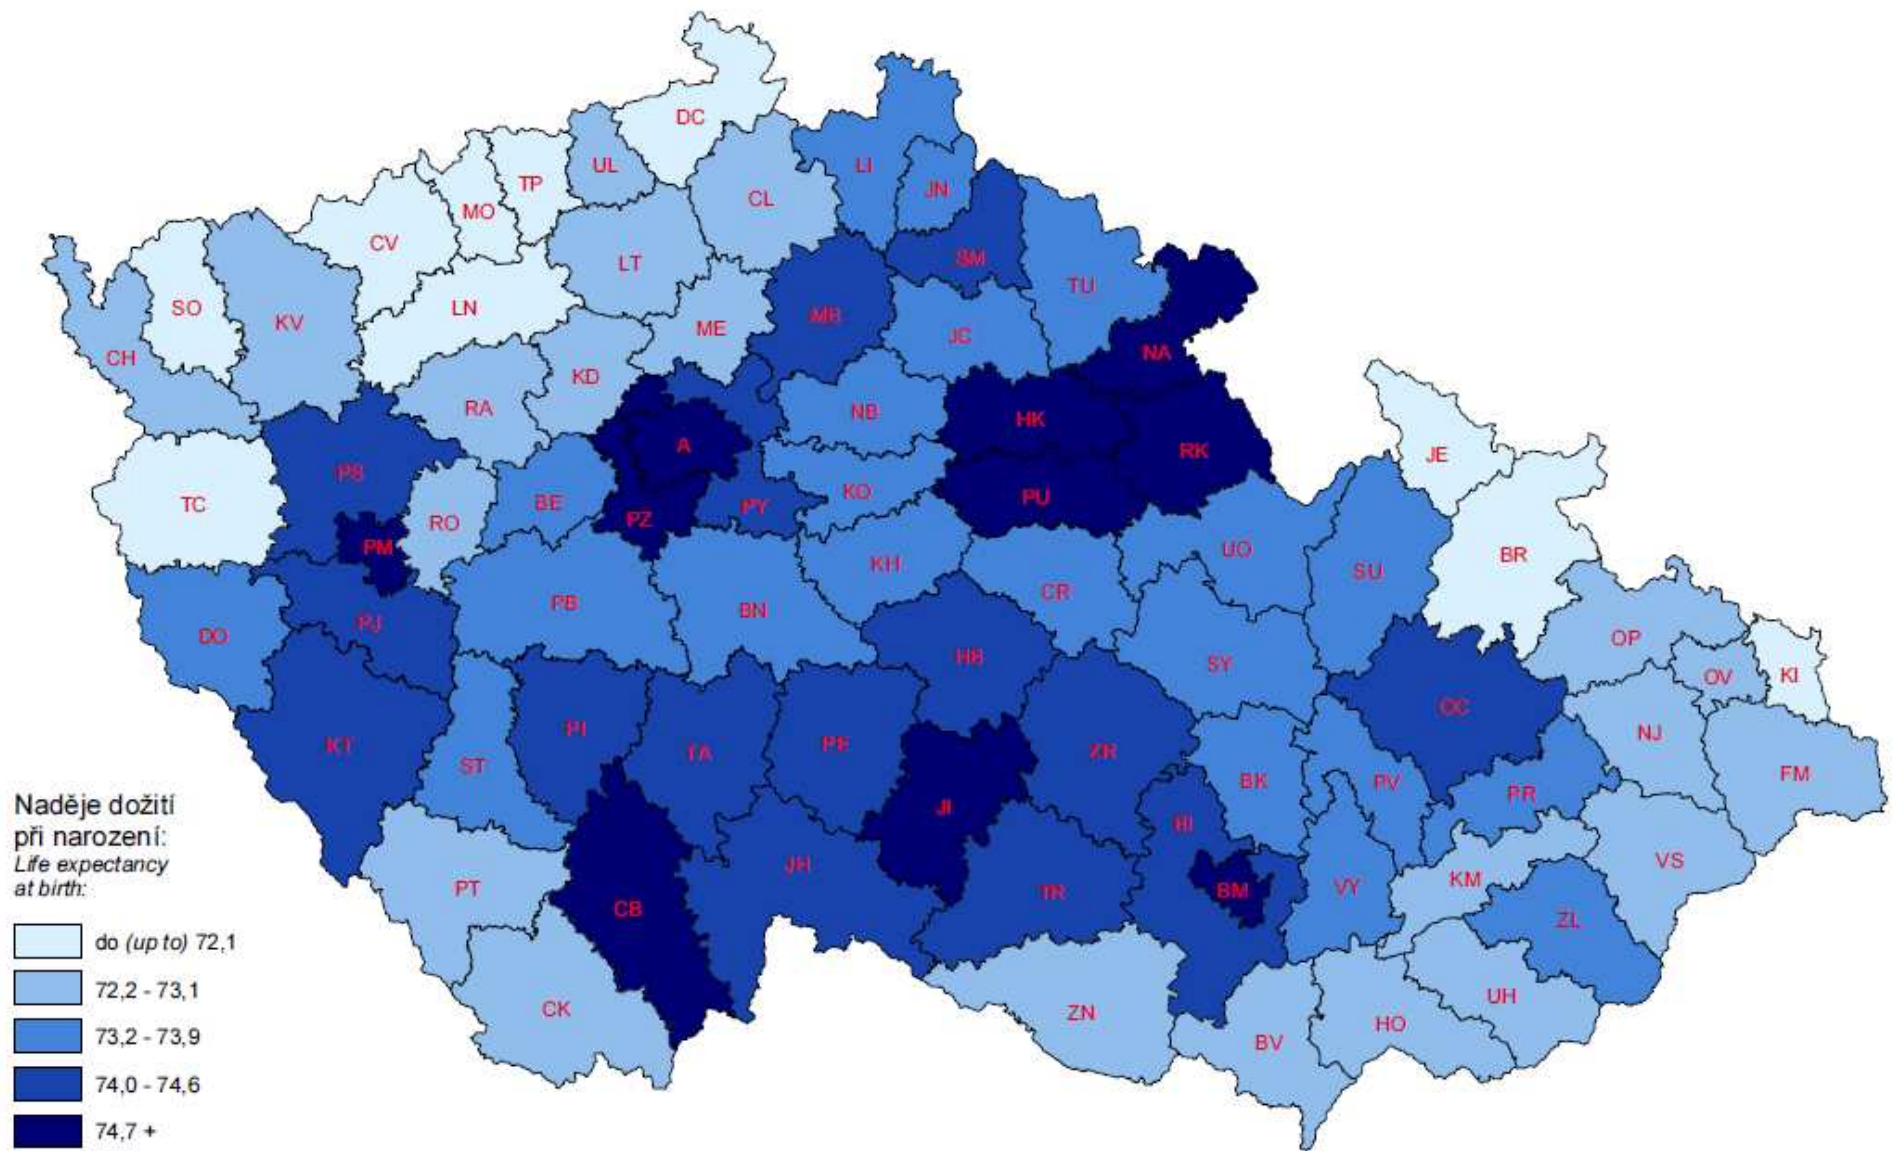 DC
UL
LI
TP
JN
CL
MO
CV
SM
LT
TU
SO
LN
KV
ME
MB
JC
CH
NA
KD
RA
NB
HK
A
RK
JE
PS
KO
PU
TC
BE
PY
RO
PZ
PM
UO
BR
KH
SU
CR
PB
BN
PJ
DO
OP
HB
SY
KI
OV
OC
PI
NJ
KT
PE
TA
ZR
ST
BK
PV
FM
PR
JI
HI
VS
JH
KM
PT
VY
TR
BM
CB
ZL
UH
CK
ZN
HO
BV
Naděje dožití
při narození:
Life expectancy
at birth:
do (up to) 72,1
72,2 - 73,1
73,2 - 73,9
74,0 - 74,6
74,7 +